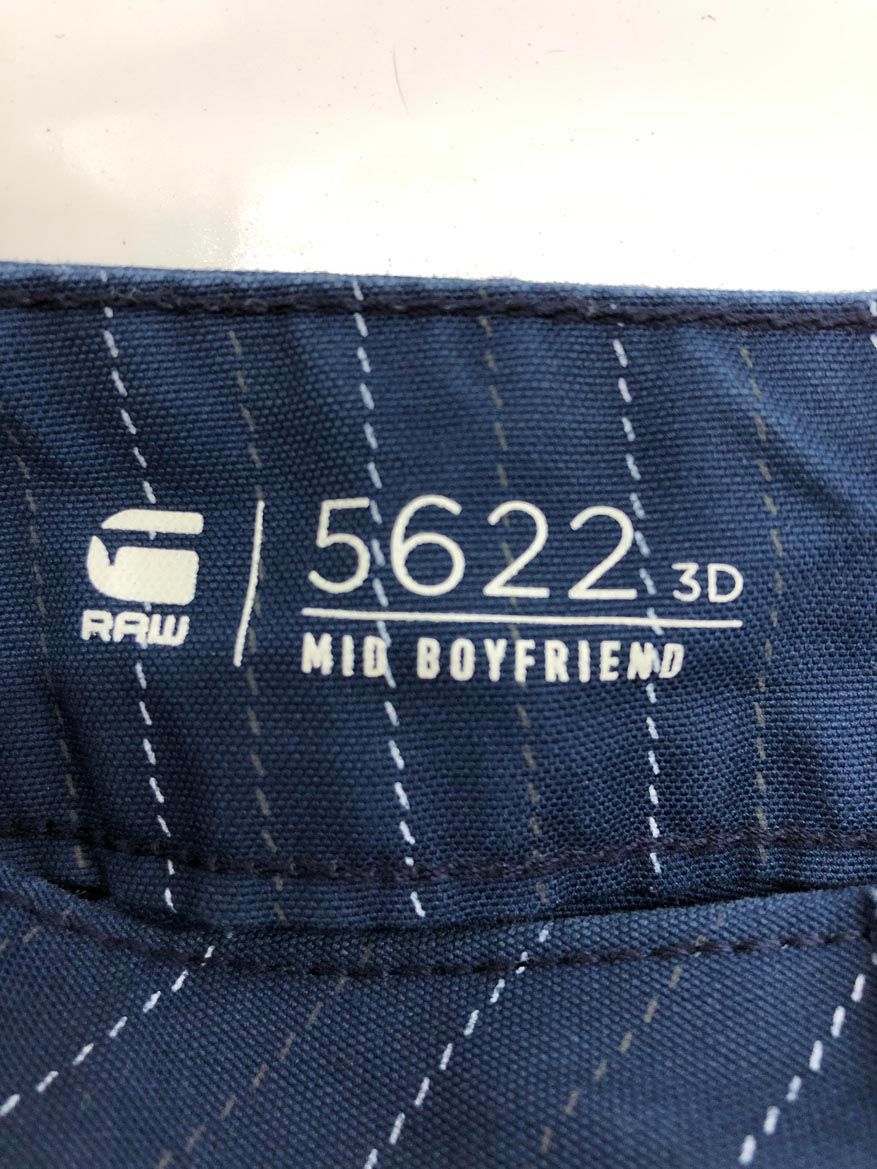 G
RAW
5622 3D
MID BOYFRIEND